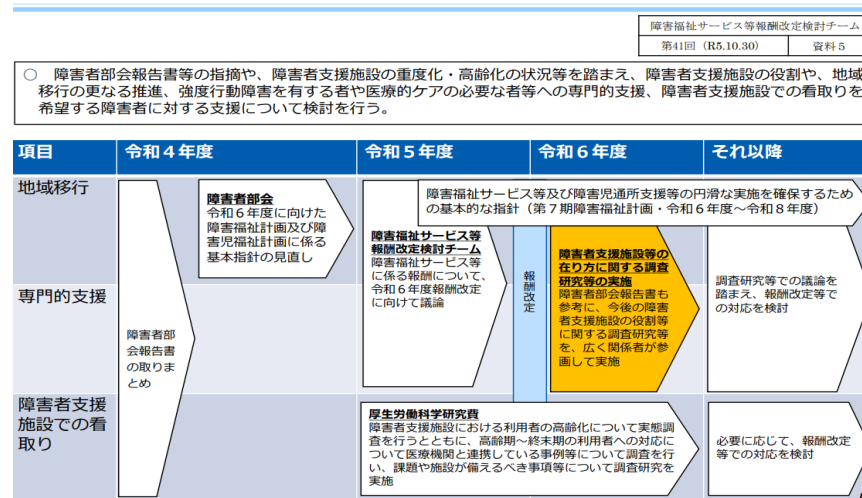 障害福祉サービス等報酬改定検討チーム
第41回（R5.10.30）
資料５
○　障害者部会報告書等の指摘や、障害者支援施設の重度化・高齢化の状況等を踏まえ、障害者支援施設の役割や、地域
移行の更なる推進、強度行動障害を有する者や医療的ケアの必要な者等への専門的支援、障害者支援施設での看取りを
希望する障害者に対する支援について検討を行う。
項目
令和４年度
令和５年度
令和６年度
それ以降
地域移行
専門的支援
障害者支援
施設での看
取り
障害者部
会報告書
の取りま
とめ
障害者部会
令和６年度に向けた
障害福祉計画及び障
害児福祉計画に係る
基本指針の見直し
障害福祉サービス等及び障害児通所支援等の円滑な実施を確保するため
の基本的な指針（第７期障害福祉計画・令和６年度～令和８年度）
障害福祉サービス等
報酬改定検討チーム
障害福祉サービス等
に係る報酬について、
令和６年度報酬改定
に向けて議論
報酬改定
障害者支援施設等の
在り方に関する調査
研究等の実施
障害者部会報告書も
参考に、今後の障害
者支援施設の役割等
に関する調査研究等
を、広く関係者が参
画して実施
調査研究等での議論を
踏まえ、報酬改定等で
の対応を検討
厚生労働科学研究費
障害者支援施設における利用者の高齢化について実態調
査を行うとともに、高齢期～終末期の利用者への対応に
ついて医療機関と連携している事例等について調査を行
い、課題や施設が備えるべき事項等について調査研究を
実施
必要に応じて、報酬改定
等での対応を検討